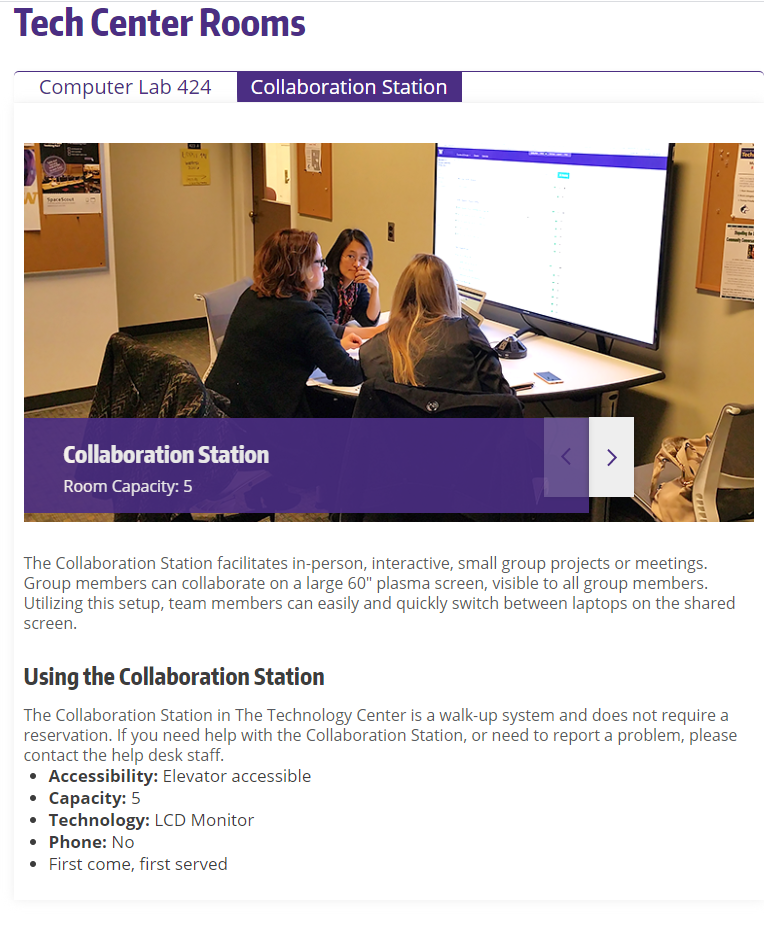 Tech Center Rooms
Computer Lab 424
Collaboration Station
SpaceScout
Collaboration Station
Room Capacity: 5
The Collaboration Station facilitates in-person, interactive, small group projects or meetings.
Group members can collaborate on a large 60" plasma screen, visible to all group members.
Utilizing this setup, team members can easily and quickly switch between laptops on the shared
screen.
Using the Collaboration Station
The Collaboration Station in The Technology Center is a walk-up system and does not require a
reservation. If you need help with the Collaboration Station, or need to report a problem, please
contact the help desk staff.
• Accessibility: Elevator accessible
• Capacity: 5
• Technology: LCD Monitor
• Phone: No
• First come, first served